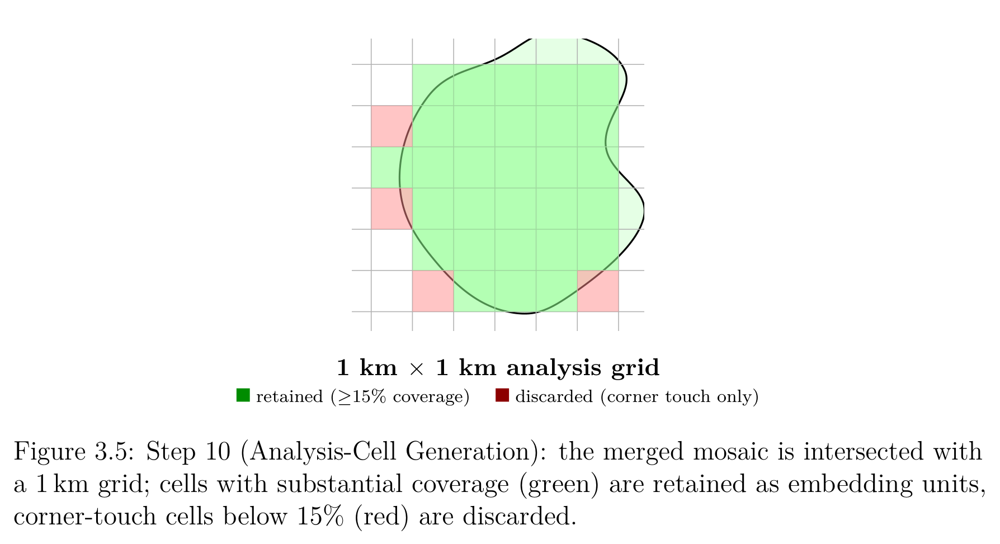 1 km × 1 km analysis grid
retained (≥15% coverage) discarded (corner touch only)
Figure 3.5: Step 10 (Analysis-Cell Generation): the merged mosaic is intersected with
a 1 km grid; cells with substantial coverage (green) are retained as embedding units,
corner-touch cells below 15% (red) are discarded.